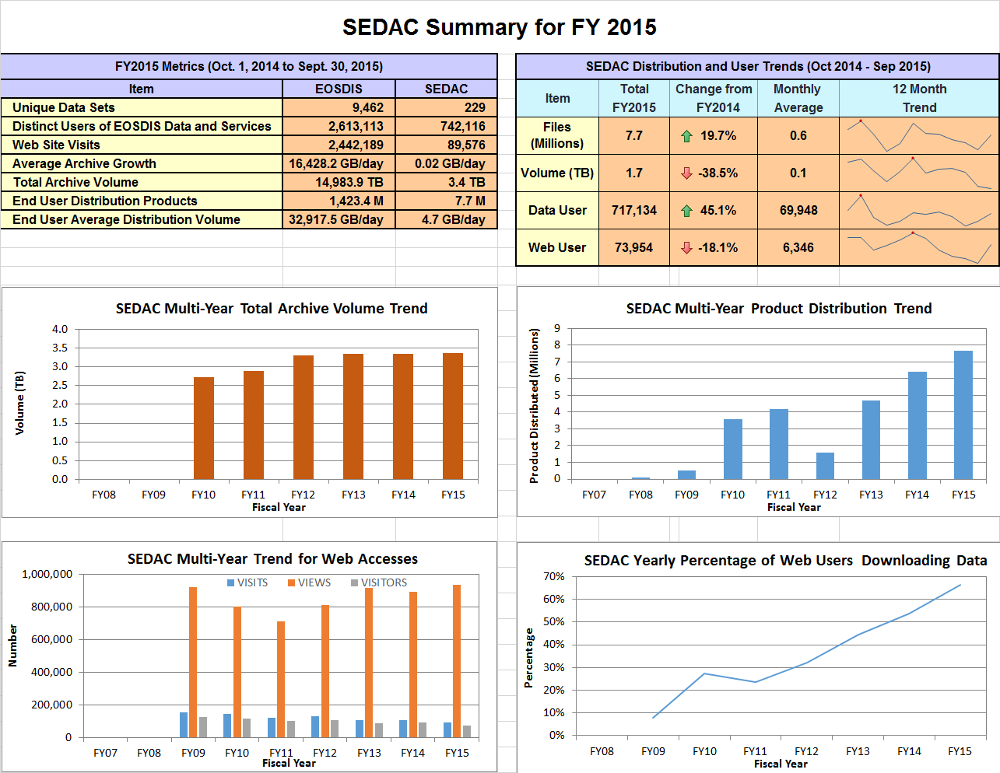 SEDAC Summary for FY 2015
FY2015 Metrics (Oct. 1, 2014 to Sept. 30, 2015)
Item EOSDIS SEDAC
Unique Data Sets 9,462 229
Distinct Users of EOSDIS Data and Services 2,613,113 742,116
Web Site Visits 2,442,189 89,576
Average Archive Growth 16,428.2 GB/day 0.02 GB/day
Total Archive Volume 14,983.9 TB 3.4 TB
End User Distribution Products 1,423.4 M 7.7 M
End User Average Distribution Volume 32,917.5 GB/day 4.7 GB/day
SEDAC Distribution and User Trends (Oct 2014 - Sep 2015)
Item
Total
FY2015
Change from
FY2014
Monthly
Average
12 Month
Trend
Files
(Millions)
7.7 19.7% 0.6
Volume (TB) 1.7 -38.5% 0.1
Data User 717,134 45.1% 69,948
Web User 73,954 -18.1% 6,346
SEDAC Multi-Year Total Archive Volume Trend
Volume (TB)
4.0
3.5
3.0
2.5
2.0
1.5
1.0
0.5
0.0
FY08 FY09 FY10 FY11 FY12 FY13 FY14 FY15
Fiscal Year
SEDAC Multi-Year Product Distribution Trend
Product Distributed (Millions)
9
8
7
6
5
4
3
2
1
0
FY07 FY08 FY09 FY10 FY11 FY12 FY13 FY14 FY15
Fiscal Year
SEDAC Multi-Year Trend for Web Accesses
VISITS VIEWS VISITORS
Number
1,000,000
800,000
600,000
400,000
200,000
0
FY07 FY08 FY09 FY10 FY11 FY12 FY13 FY14 FY15
Fiscal Year
SEDAC Yearly Percentage of Web Users Downloading Data
Percentage
70%
60%
50%
40%
30%
20%
10%
0%
FY08 FY09 FY10 FY11 FY12 FY13 FY14 FY15
Fiscal Year